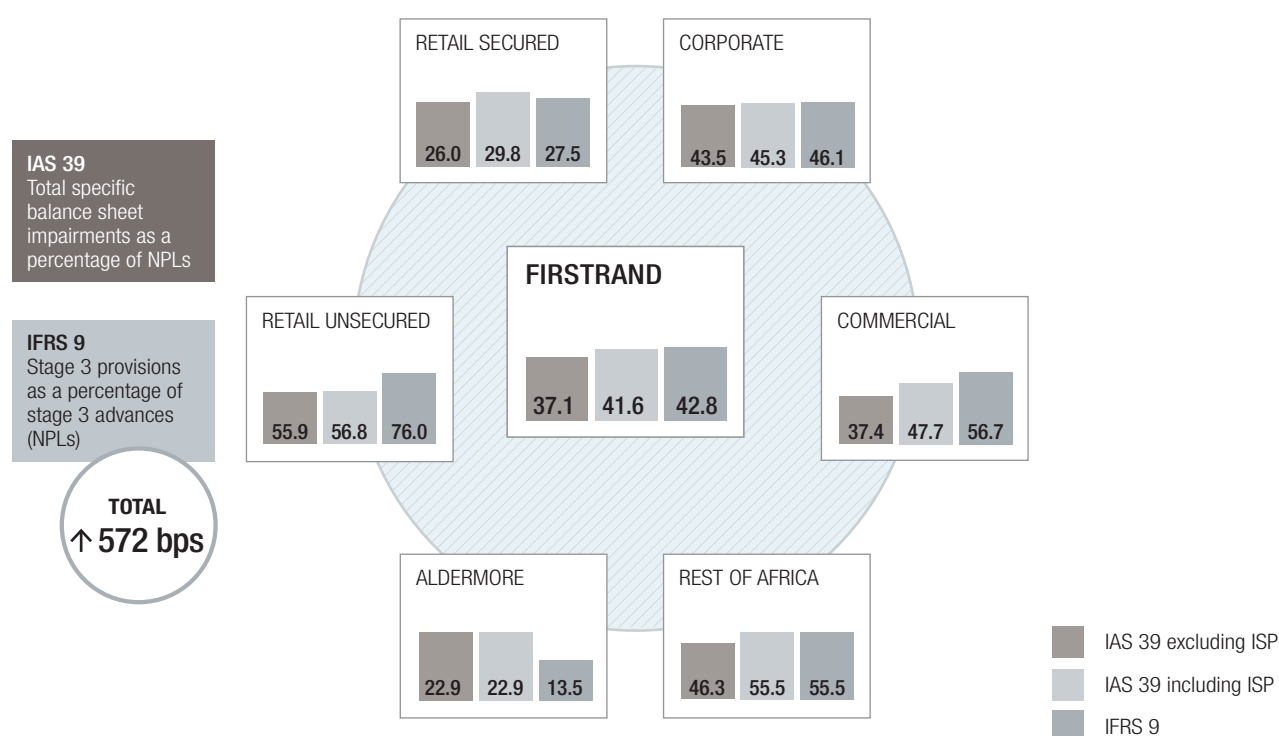 RETAIL SECURED
26.0 29.8 27.5
CORPORATE
43.5 45.3 46.1
IAS 39
Total specific
balance sheet
impairments as a
percentage of NPLs
IFRS 9
Stage 3 provisions
as a percentage of
stage 3 advances
(NPLs)
TOTAL
↑ 572 bps
RETAIL UNSECURED
55.9 56.8 76.0
FIRSTRAND
37.1 41.6 42.8
COMMERCIAL
37.4 47.7 56.7
ALDERMORE
22.9 22.9 13.5
REST OF AFRICA
46.3 55.5 55.5
IAS 39 excluding ISP
IAS 39 including ISP
IFRS 9